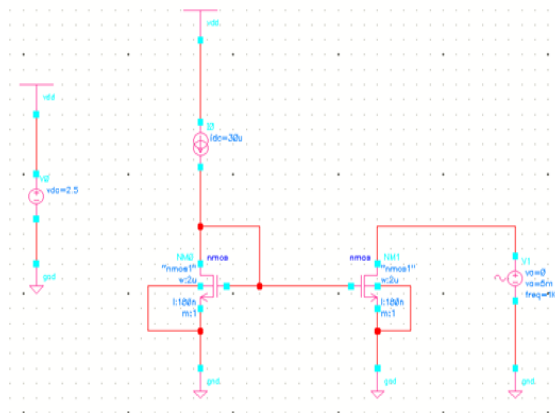 vdd
vdd
I0
idc=30u
V0
vdc=2.5
gnd
NM0
nmos
"nmos1"
w:2u
l:180n
m:1
gnd
nmos
NM1
"nmos1"
w:2u
l:180n
m:1
gnd
V1
vo=0
va=5m
gnd